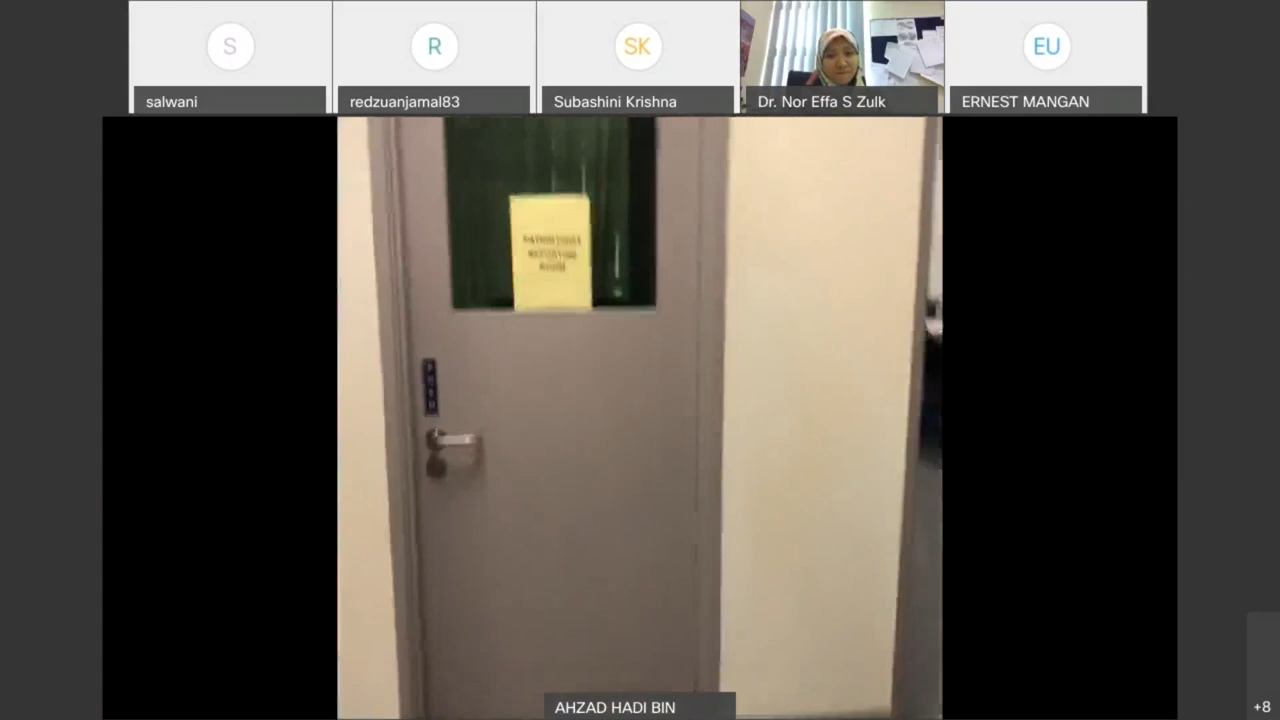 S
R
SK
EU
salwani
redzuanjamal83
Subashini Krishna
Dr. Nor Effa S Zulk
ERNEST MANGAN
AHZAD HADI BIN
+8